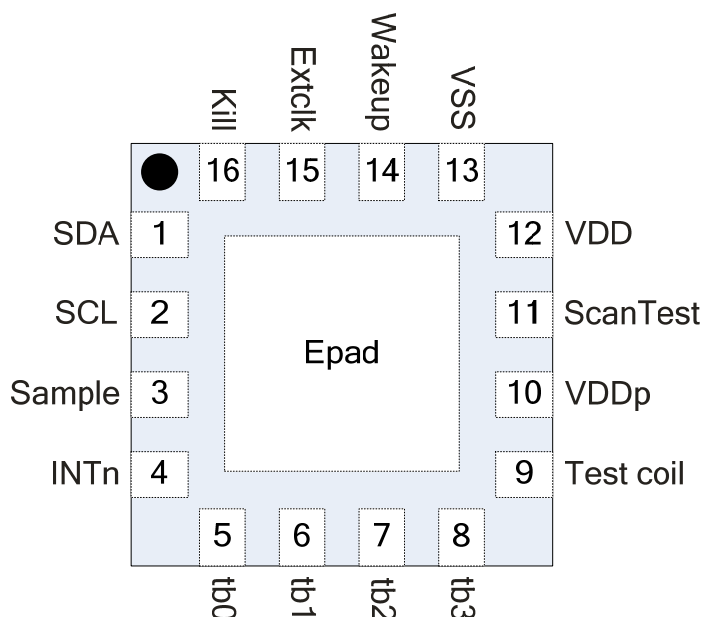 Kill Extclk Wakeup VSS
16 15 14 13
SDA 1 12 VDD
SCL 2 11 ScanTest
Epad
Sample 3 10 VDDp
INTn 4 9 Test coil
5 6 7 8
tb0 tb1 tb2 tb3